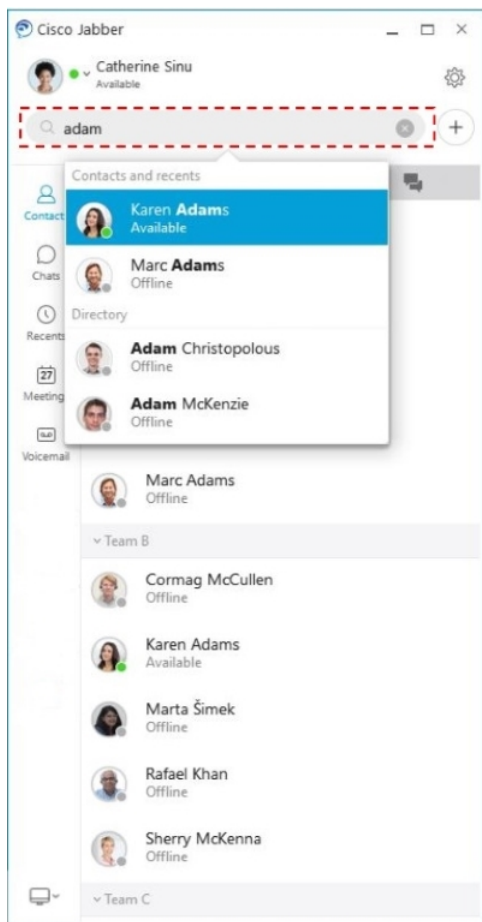 Cisco Jabber
Catherine Sinu
Available
adam
Contacts and recents
Karen Adams
Available
Marc Adams
Offline
Directory
Adam Christopolous
Offline
Adam McKenzie
Offline
Contact
Chats
Recents
27
Meeting
Voicemail
Marc Adams
Offline
Team B
Cormag McCullen
Offline
Karen Adams
Available
Marta Šimek
Offline
Rafael Khan
Offline
Sherry McKenna
Offline
Team C